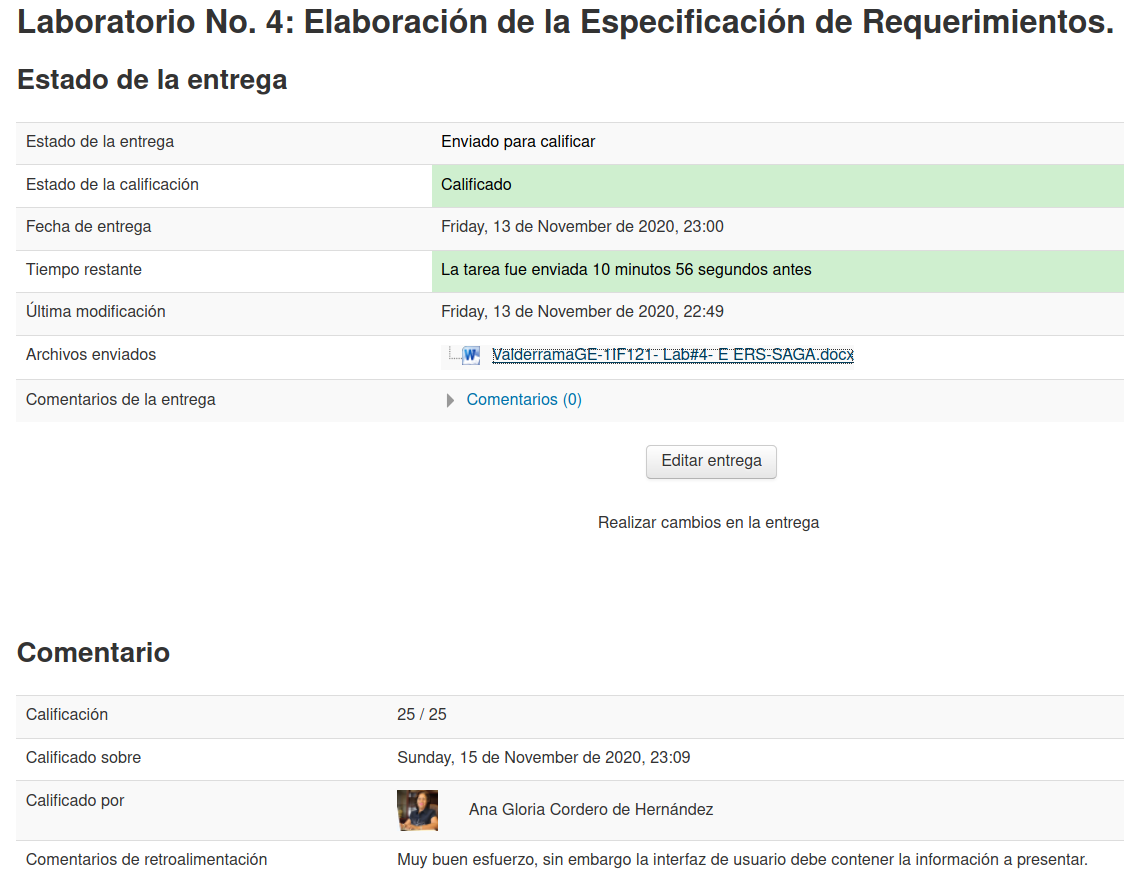 Laboratorio No. 4: Elaboración de la Especificación de Requerimientos.
Estado de la entrega
Estado de la entrega Enviado para calificar
Estado de la calificación Calificado
Fecha de entrega Friday, 13 de November de 2020, 23:00
Tiempo restante La tarea fue enviada 10 minutos 56 segundos antes
Última modificación Friday, 13 de November de 2020, 22:49
Archivos enviados ValderramaGE-1IF121- Lab#4- E ERS-SAGA.docx
Comentarios de la entrega Comentarios (0)
Editar entrega
Realizar cambios en la entrega
Comentario
Calificación 25 / 25
Calificado sobre Sunday, 15 de November de 2020, 23:09
Calificado por Ana Gloria Cordero de Hernández
Comentarios de retroalimentación Muy buen esfuerzo, sin embargo la interfaz de usuario debe contener la información a presentar.